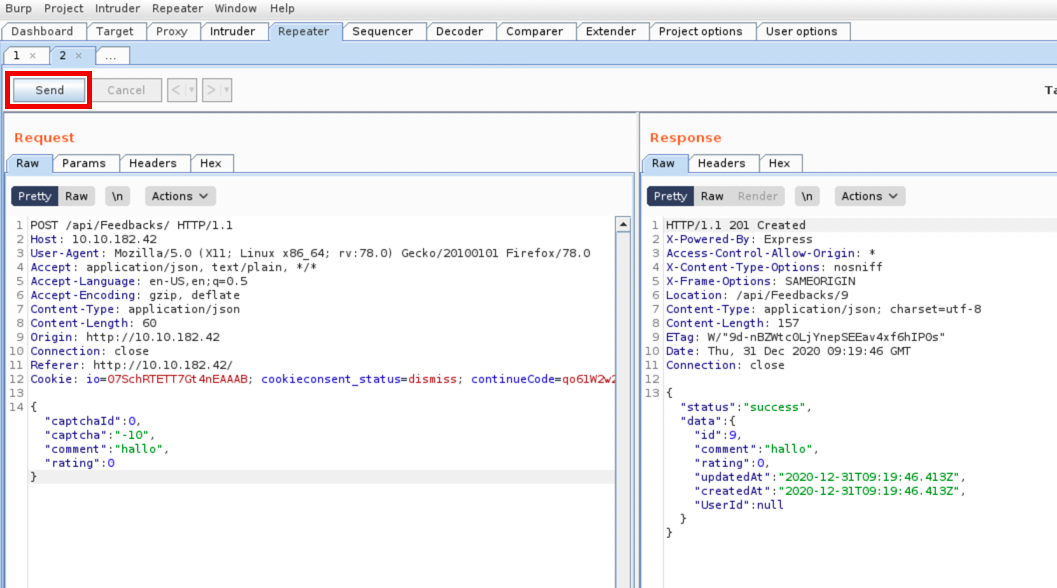 Burp Project Intruder Repeater Window Help
Dashboard Target Proxy Intruder Repeater Sequencer Decoder Comparer Extender Project options User options
1 × 2 × ...
Send Cancel < > Ta
Request
Raw Params Headers Hex
Pretty Raw \n Actions
1 POST /api/Feedbacks/ HTTP/1.1
2 Host: 10.10.182.42
3 User-Agent: Mozilla/5.0 (X11; Linux x86_64; rv:78.0) Gecko/20100101 Firefox/78.0
4 Accept: application/json, text/plain, */*
5 Accept-Language: en-US,en;q=0.5
6 Accept-Encoding: gzip, deflate
7 Content-Type: application/json
8 Content-Length: 60
9 Origin: http://10.10.182.42
10 Connection: close
11 Referer: http://10.10.182.42/
12 Cookie: io=O7SchRTETT7Gt4nEAAAB; cookieconsent_status=dismiss; continueCode=qo61W2w2
13
14 {
"captchaId":0,
"captcha":"-10",
"comment":"hallo",
"rating":0
}
Response
Raw Headers Hex
Pretty Raw Render \n Actions
1 HTTP/1.1 201 Created
2 X-Powered-By: Express
3 Access-Control-Allow-Origin: *
4 X-Content-Type-Options: nosniff
5 X-Frame-Options: SAMEORIGIN
6 Location: /api/Feedbacks/9
7 Content-Type: application/json; charset=utf-8
8 Content-Length: 157
9 ETag: W/"9d-nBZWtcOLjYnepSEEav4xf6hIP0s"
10 Date: Thu, 31 Dec 2020 09:19:46 GMT
11 Connection: close
12
13 {
"status":"success",
"data":{
"id":9,
"comment":"hallo",
"rating":0,
"updatedAt":"2020-12-31T09:19:46.413Z",
"createdAt":"2020-12-31T09:19:46.413Z",
"UserId":null
}
}